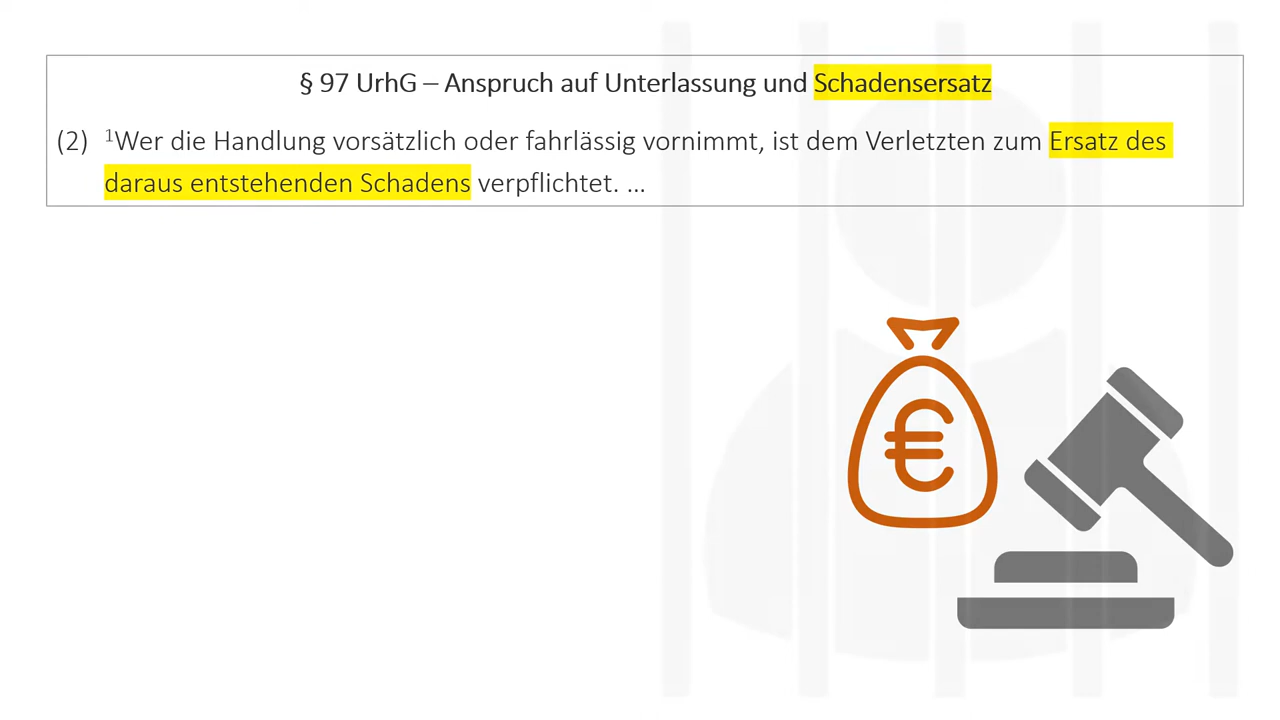 § 97 UrhG – Anspruch auf Unterlassung und Schadensersatz
(2) ¹Wer die Handlung vorsätzlich oder fahrlässig vornimmt, ist dem Verletzten zum Ersatz des
daraus entstehenden Schadens verpflichtet. ...
€